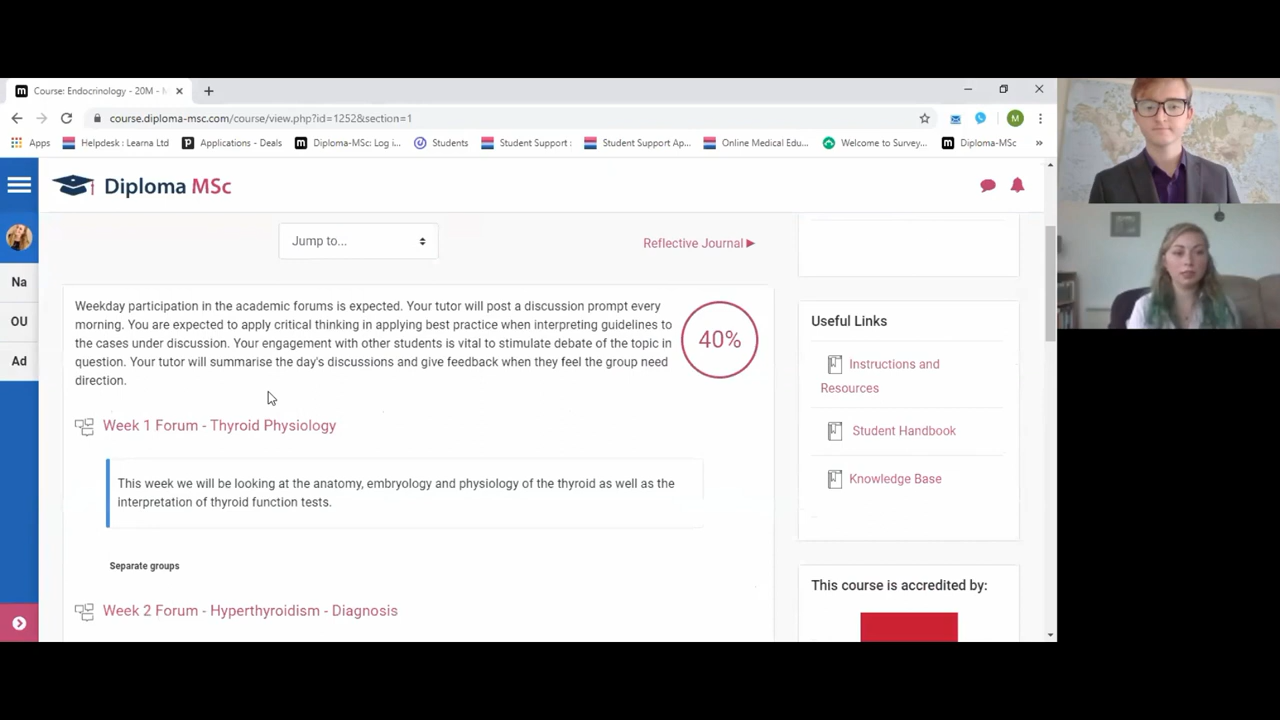 Course: Endocrinology - 20M - M
course.diploma-msc.com/course/view.php?id=1252&section=1
M
Apps
Helpdesk : Learna Ltd
Applications - Deals
Diploma-MSc: Log i...
Students
Student Support :
Student Support Ap...
Online Medical Edu...
Welcome to Survey...
Diploma-MSc
»
Diploma MSc
Na
OU
Ad
Jump to...
Reflective Journal ▶
Weekday participation in the academic forums is expected. Your tutor will post a discussion prompt every
morning. You are expected to apply critical thinking in applying best practice when interpreting guidelines to
the cases under discussion. Your engagement with other students is vital to stimulate debate of the topic in
question. Your tutor will summarise the day's discussions and give feedback when they feel the group need
direction.
40%
Week 1 Forum - Thyroid Physiology
This week we will be looking at the anatomy, embryology and physiology of the thyroid as well as the
interpretation of thyroid function tests.
Separate groups
Week 2 Forum - Hyperthyroidism - Diagnosis
Useful Links
Instructions and
Resources
Student Handbook
Knowledge Base
This course is accredited by: